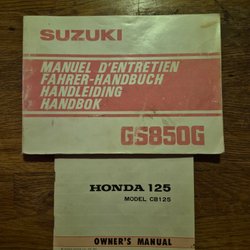 SUZUKI
MANUEL D'ENTRETIEN
FAHRER-HANDBUCH
HANDLEIDING
HANDBOK
GS850G
HONDA 125
MODEL CB125
OWNER'S MANUAL